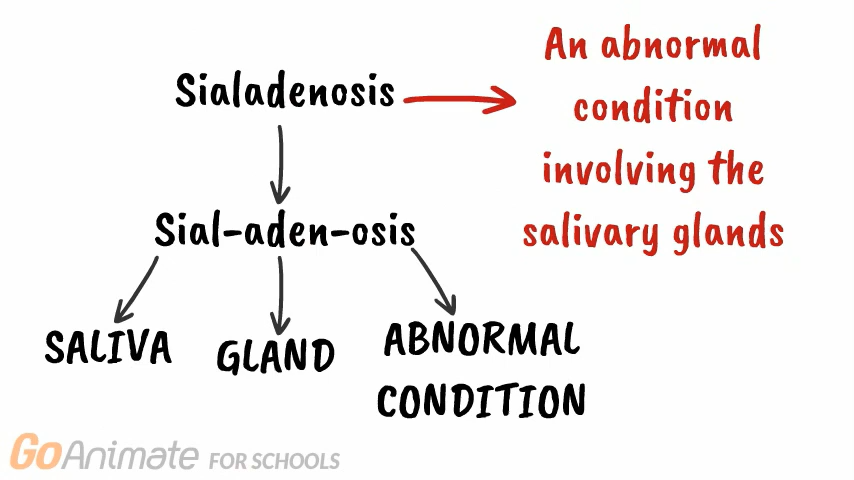 Sialadenosis
An abnormal
condition
involving the
salivary glands
Sial-aden-osis
SALIVA
GLAND
ABNORMAL
CONDITION
GoAnimate FOR SCHOOLS